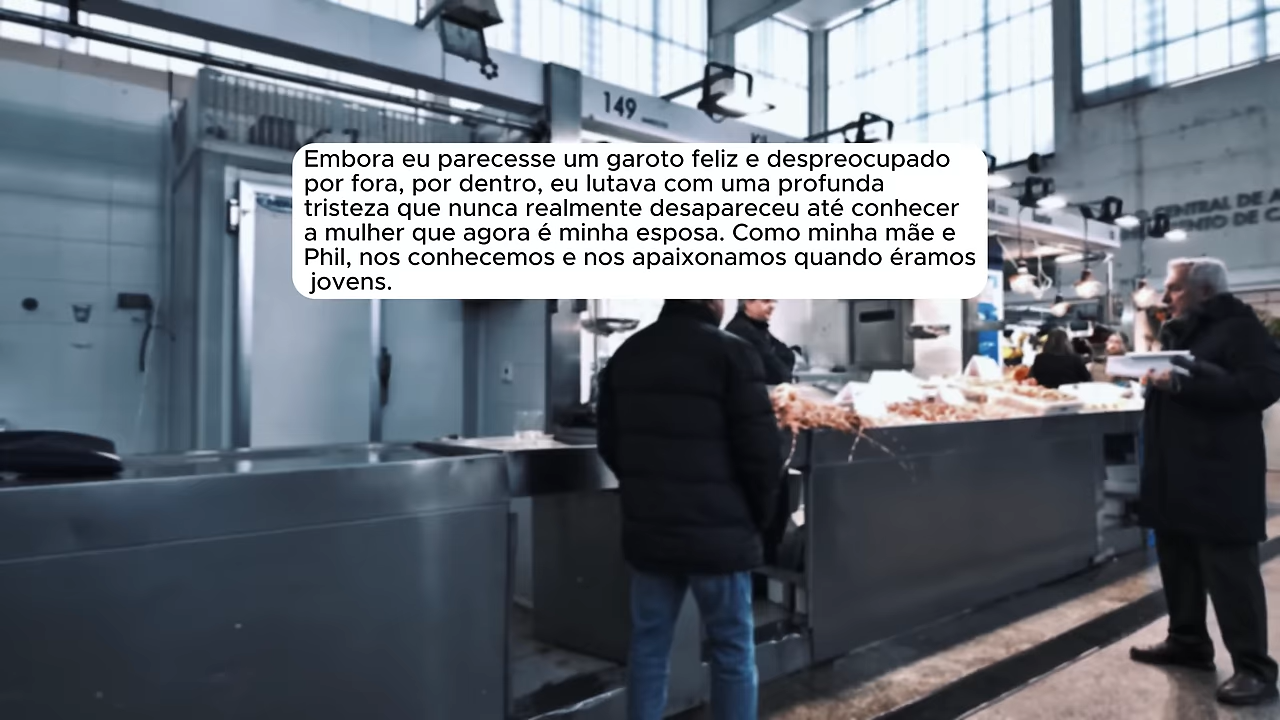 149
Embora eu parecesse um garoto feliz e despreocupado
por fora, por dentro, eu lutava com uma profunda
tristeza que nunca realmente desapareceu até conhecer
a mulher que agora é minha esposa. Como minha mãe e
Phil, nos conhecemos e nos apaixonamos quando éramos
jovens.